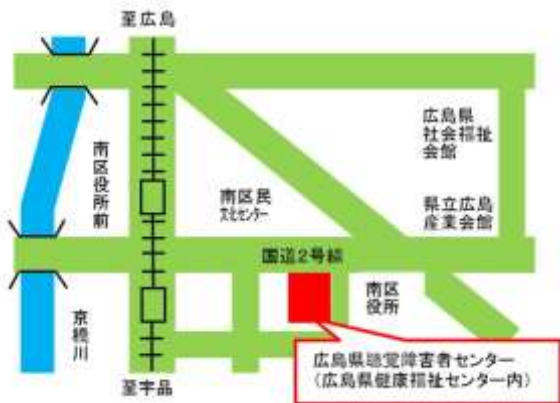 至広島
広島県
社会福祉
会館
南区役所前
南区民
文化センター
県立広島
産業会館
国道2号線
南区
役所
京橋川
広島県聴覚障害者センター
（広島県健康福祉センター内）
至宇品